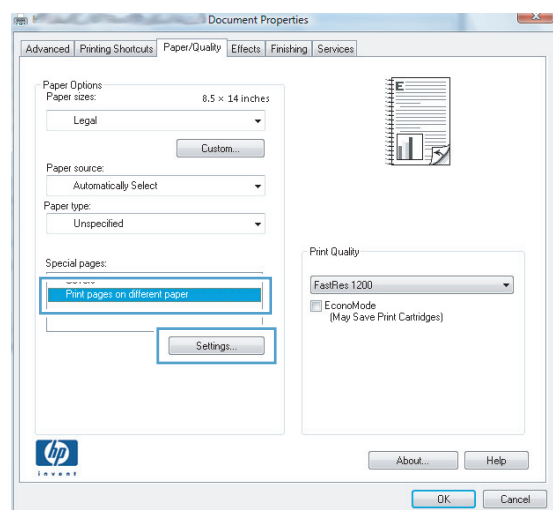 Document Properties
Advanced Printing Shortcuts Paper/Quality Effects Finishing Services
Paper Options
Paper sizes: 8.5 × 14 inches
Legal
Custom...
Paper source:
Automatically Select
Paper type:
Unspecified
Special pages:
Print pages on different paper
Settings...
E
Print Quality
FastRes 1200
EconoMode
(May Save Print Cartridges)
hp
invent
About... Help
OK Cancel